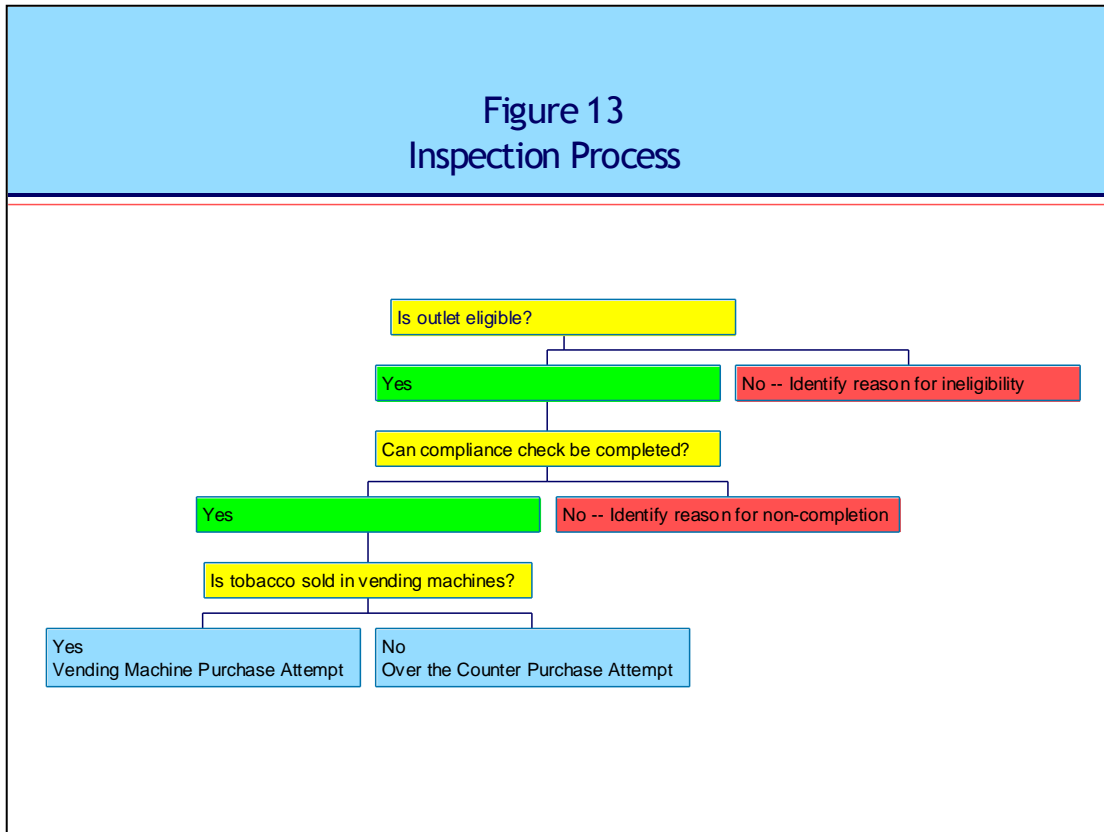 Figure 13
Inspection Process
Is outlet eligible?
Yes
No -- Identify reason for ineligibility
Can compliance check be completed?
Yes
No -- Identify reason for non-completion
Is tobacco sold in vending machines?
Yes
Vending Machine Purchase Attempt
No
Over the Counter Purchase Attempt